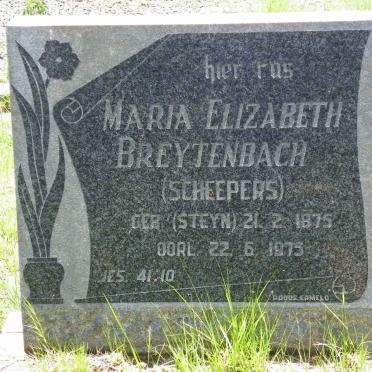 hier rus
MARIA ELIZABETH
BREYTENBACH
(SCHEEPERS)
GEB (STEYN) 21. 2. 1875
OORL. 22. 6. 1973
JES. 41.10